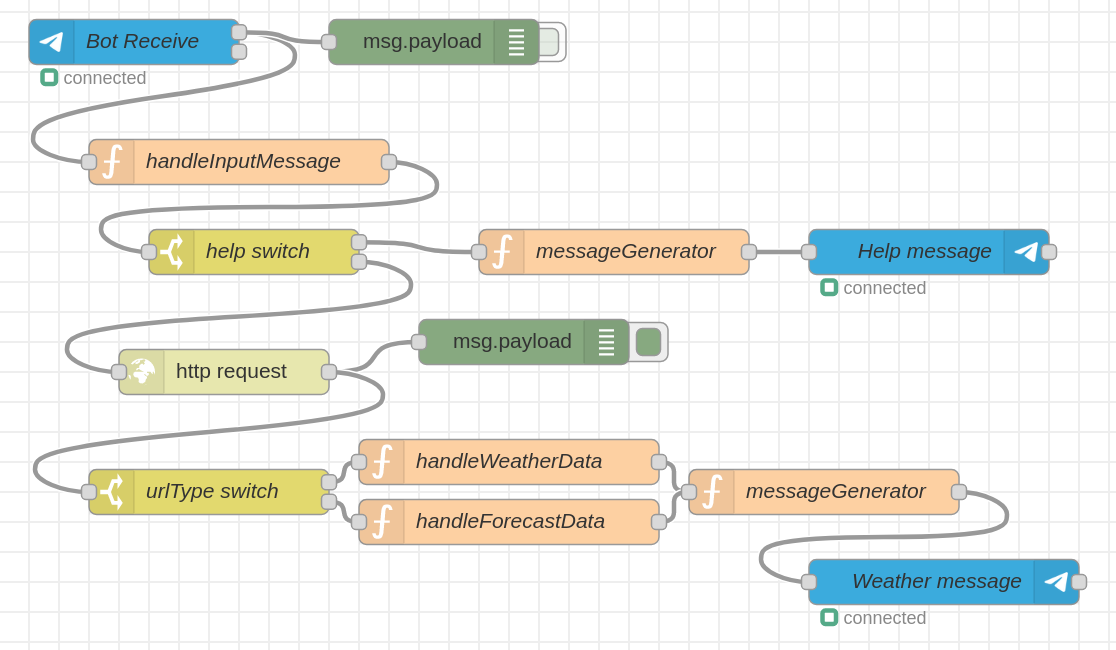 Bot Receive
msg.payload
connected
handleInputMessage
help switch
messageGenerator
Help message
connected
msg.payload
http request
handleWeatherData
urlType switch
messageGenerator
handleForecastData
Weather message
connected